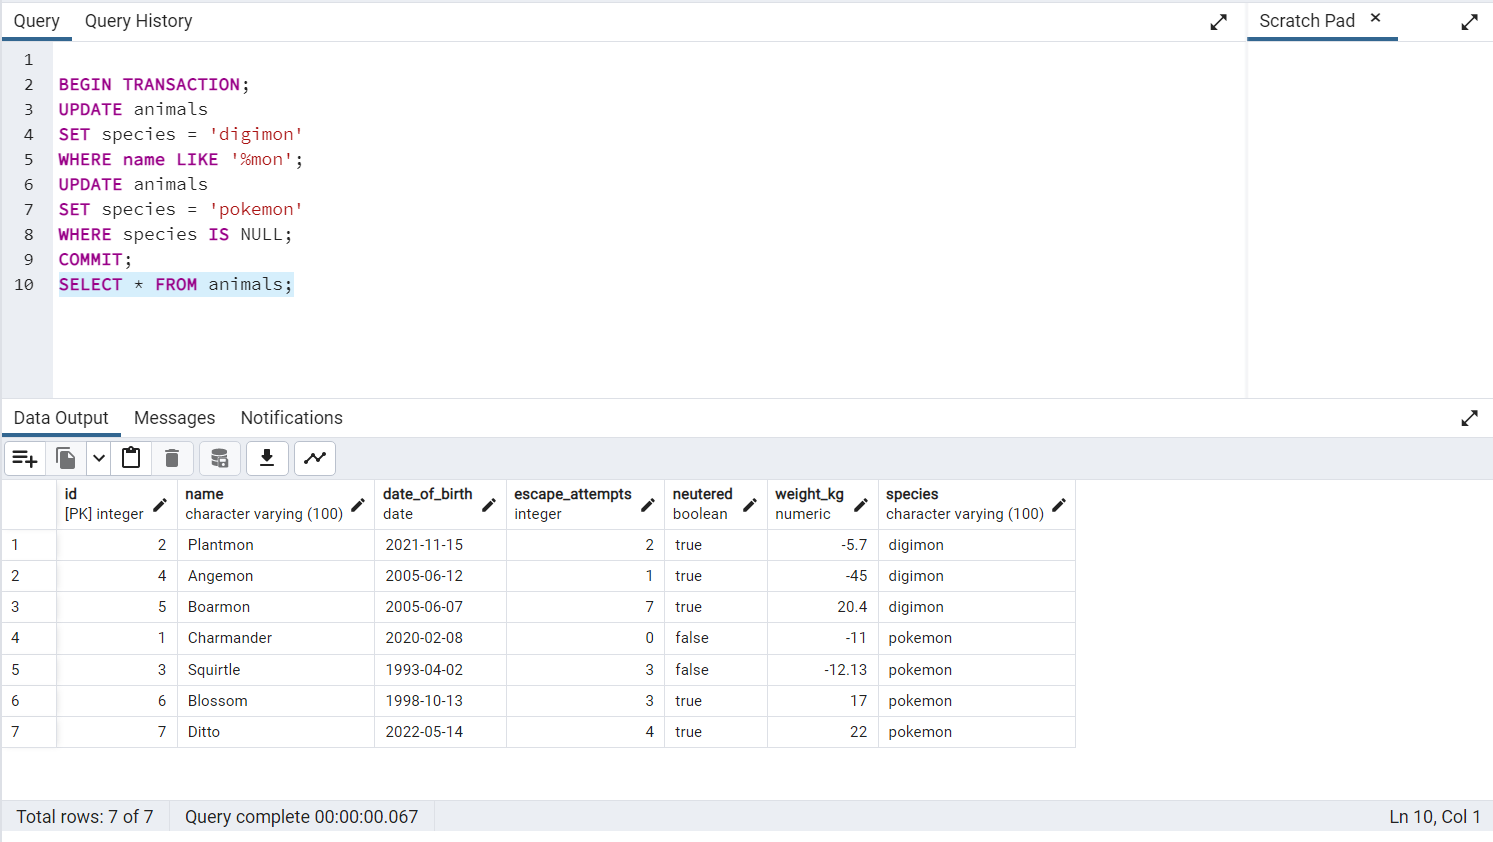 Query Query History Scratch Pad ×
1
2 BEGIN TRANSACTION;
3 UPDATE animals
4 SET species = 'digimon'
5 WHERE name LIKE '%mon';
6 UPDATE animals
7 SET species = 'pokemon'
8 WHERE species IS NULL;
9 COMMIT;
10 SELECT * FROM animals;
Data Output Messages Notifications
id name date_of_birth escape_attempts neutered weight_kg species
[PK] integer character varying (100) date integer boolean numeric character varying (100)
1 2 Plantmon 2021-11-15 2 true -5.7 digimon
2 4 Angemon 2005-06-12 1 true -45 digimon
3 5 Boarmon 2005-06-07 7 true 20.4 digimon
4 1 Charmander 2020-02-08 0 false -11 pokemon
5 3 Squirtle 1993-04-02 3 false -12.13 pokemon
6 6 Blossom 1998-10-13 3 true 17 pokemon
7 7 Ditto 2022-05-14 4 true 22 pokemon
Total rows: 7 of 7 Query complete 00:00:00.067 Ln 10, Col 1